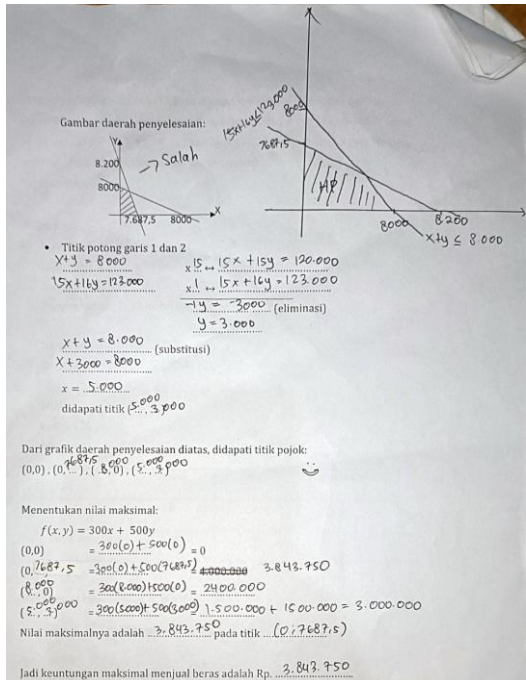 Gambar daerah penyelesaian:
Y
8.200
8000
7.687,5 8000 X
→ Salah
x
15x+16y≤123.000
8000
7687,5
HP
8000 8.200
x+y ≤ 8.000
• Titik potong garis 1 dan 2
x+y = 8000 x 15 ↔ 15x + 15y = 120.000
15x+16y=123.000 x 1 ↔ 15x + 16y = 123.000
-1y = -3000 (eliminasi)
y = 3.000
x + y = 8.000 (substitusi)
x + 3000 = 8000
x = 5.000
didapati titik (5.000, 3.000)
Dari grafik daerah penyelesaian diatas, didapati titik pojok:
(0,0), (0, 7687,5), (8.000, 0), (5.000, 3.000)
Menentukan nilai maksimal:
f(x, y) = 300x + 500y
(0,0) = 300(0) + 500(0) = 0
(0, 7687,5) = 300(0) + 500(7687,5) 4.000.000 3.843.750
(8.000, 0) = 300(8.000)+500(0) = 2400.000
(5.000, 3.000) = 300(5000)+ 500(3000) 1.500.000 + 1500.000 = 3.000.000
Nilai maksimalnya adalah 3.843.750 pada titik (0, 7687,5)
Jadi keuntungan maksimal menjual beras adalah Rp. 3.843.750